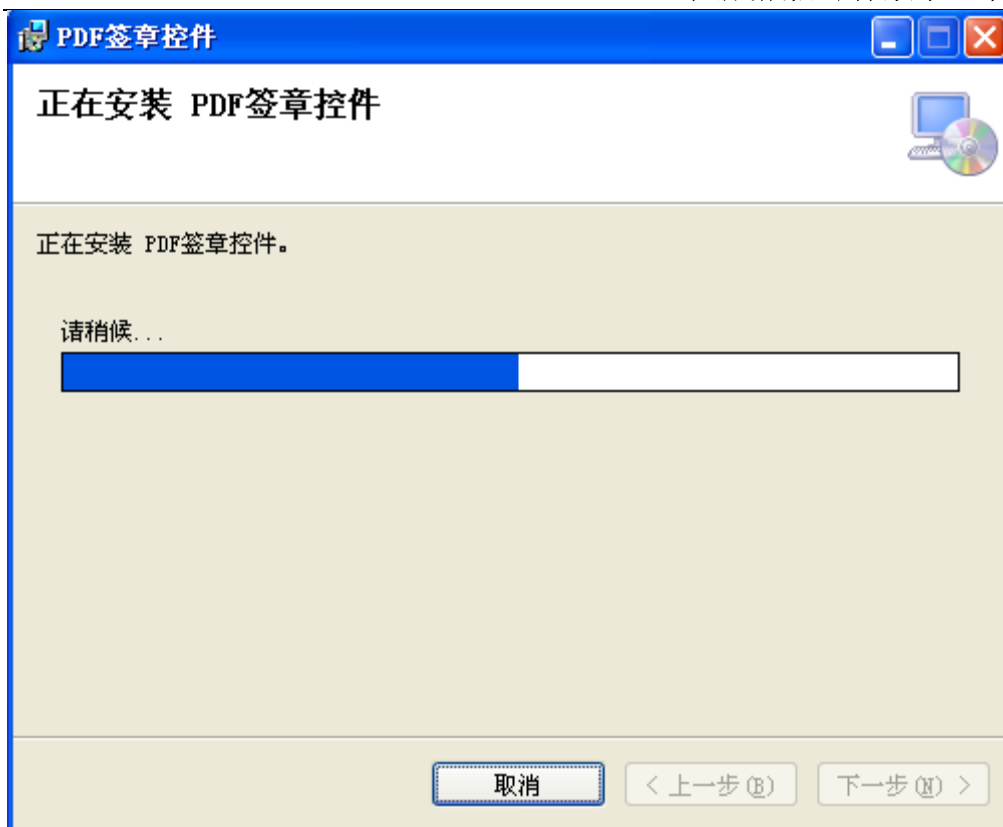 PDF签章控件
正在安装 PDF签章控件
正在安装 PDF签章控件。
请稍候...
取消
< 上一步(B)
下一步(N) >